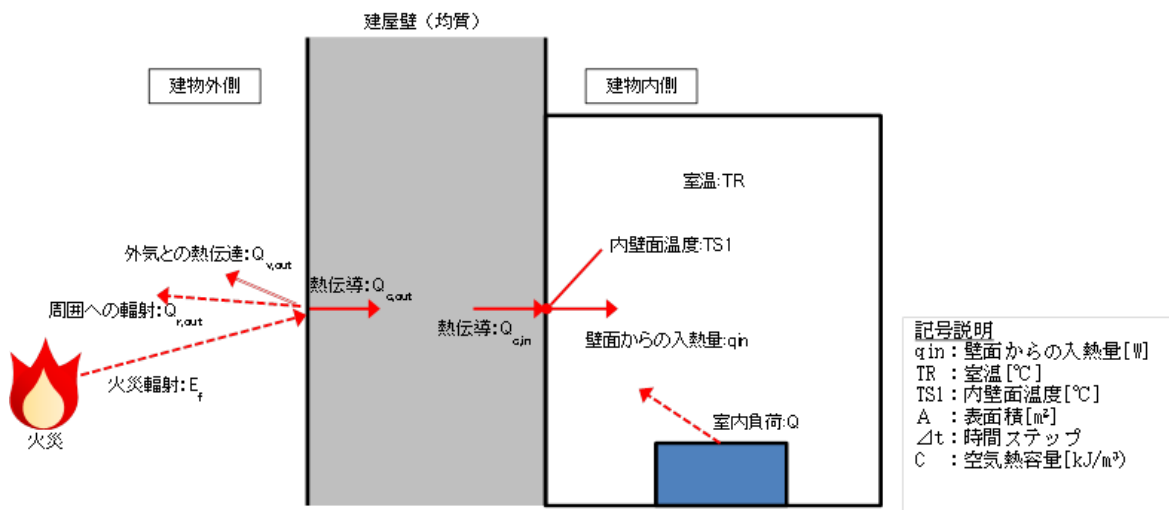 建屋壁（均質）
建物外側
建物内側
室温:TR
外気との熱伝達:Qv,out
内壁面温度:TS1
熱伝導:Qc,out
周囲への輻射:Qr,out
熱伝導:Qc,in
壁面からの入熱量:qin
火災輻射:Ef
室内負荷:Q
火災
記号説明
qin：壁面からの入熱量[W]
TR ：室温[℃]
TS1：内壁面温度[℃]
A ：表面積[㎡]
⊿t：時間ステップ
C ：空気熱容量[kJ/m³)